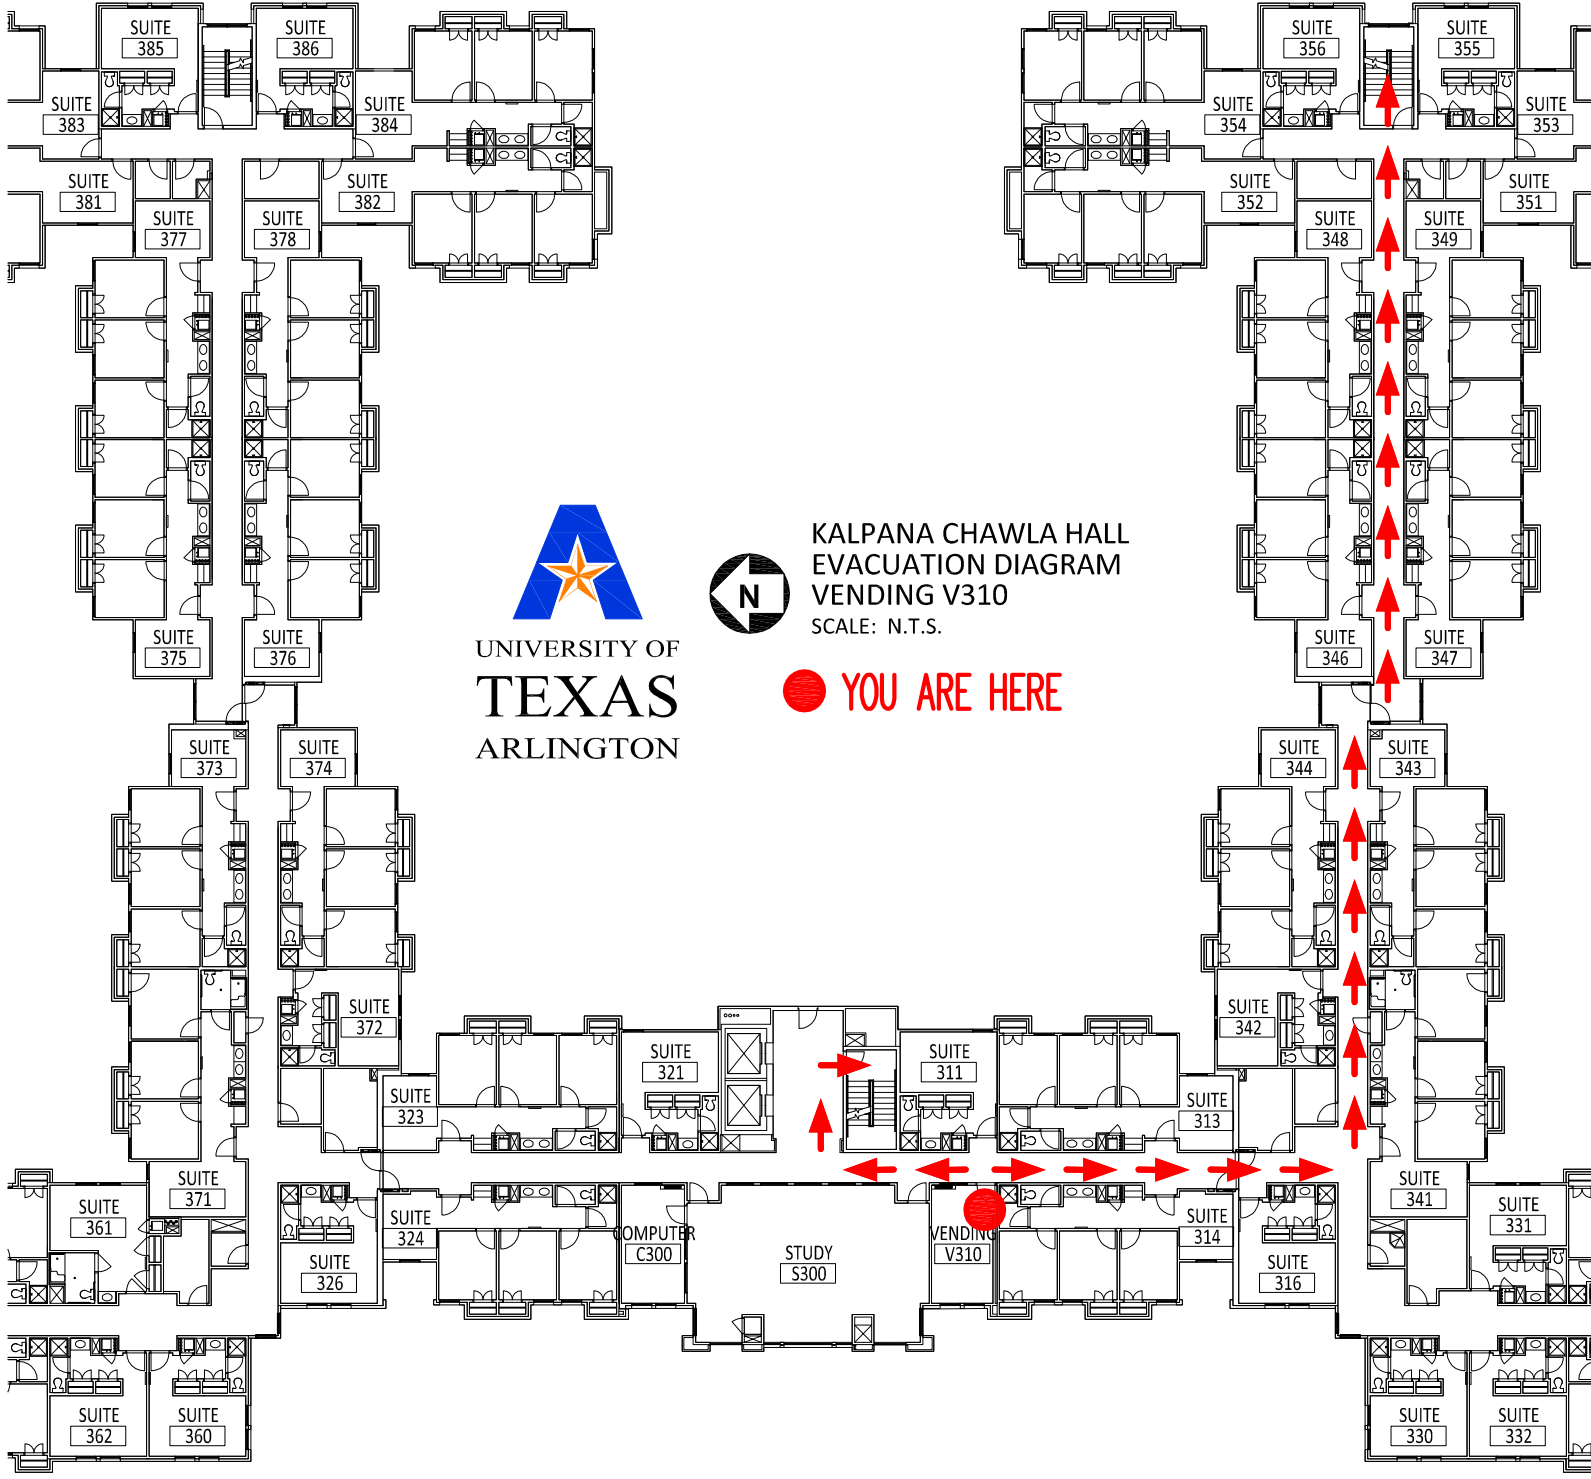 SUITE
385
SUITE
386
SUITE
356
SUITE
355
SUITE
383
SUITE
384
SUITE
354
SUITE
353
SUITE
381
SUITE
382
SUITE
352
SUITE
351
SUITE
377
SUITE
378
SUITE
348
SUITE
349
KALPANA CHAWLA HALL
EVACUATION DIAGRAM
VENDING V310
SCALE: N.T.S.
N
UNIVERSITY OF
TEXAS
ARLINGTON
YOU ARE HERE
SUITE
375
SUITE
376
SUITE
346
SUITE
347
SUITE
373
SUITE
374
SUITE
344
SUITE
343
SUITE
372
SUITE
342
SUITE
321
SUITE
311
SUITE
323
SUITE
313
SUITE
371
SUITE
341
SUITE
361
SUITE
324
COMPUTER
C300
STUDY
S300
VENDING
V310
SUITE
314
SUITE
331
SUITE
326
SUITE
316
SUITE
362
SUITE
360
SUITE
330
SUITE
332